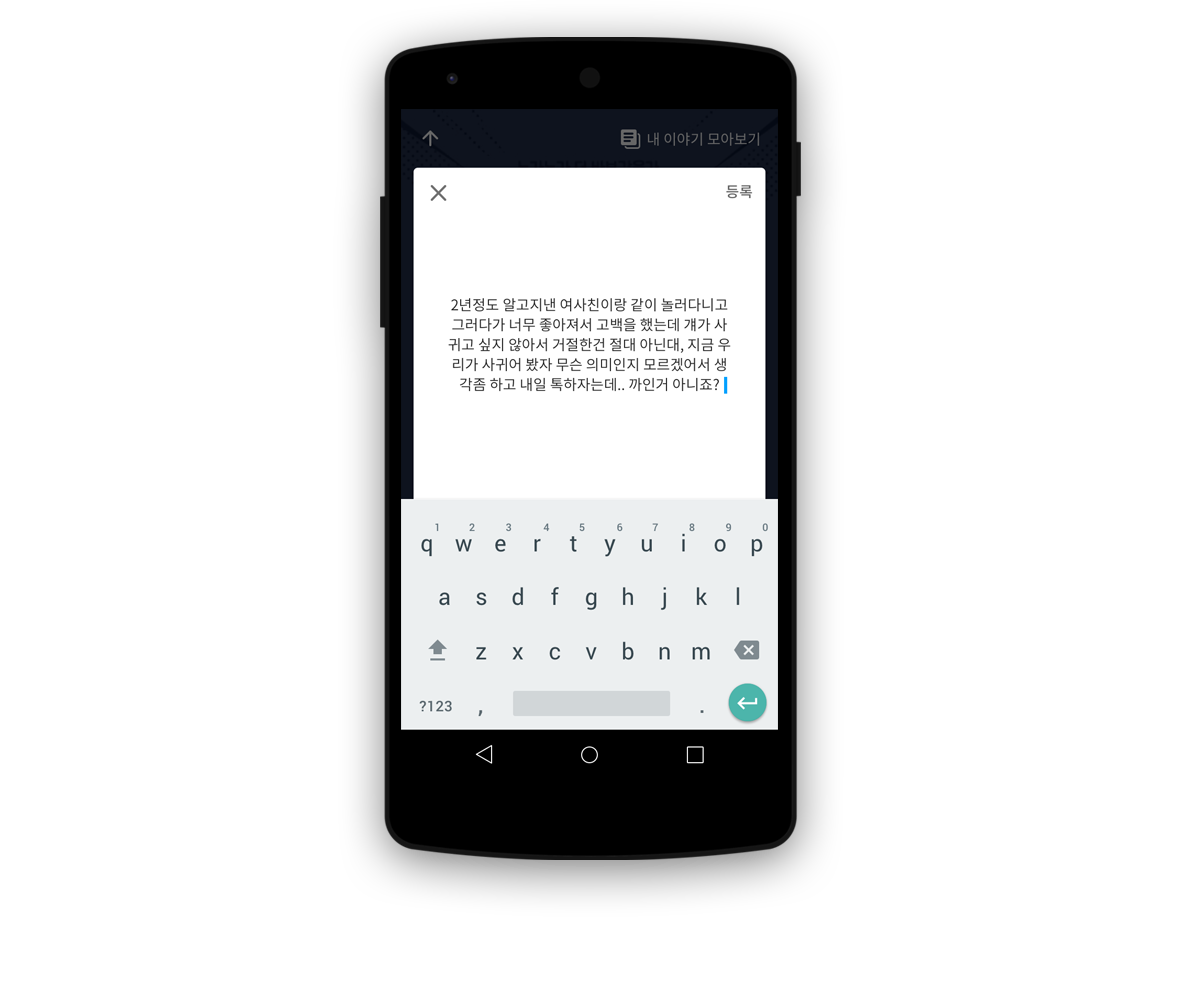 내 이야기 모아보기
등록
2년정도 알고지낸 여사친이랑 같이 놀러다니고
그러다가 너무 좋아져서 고백을 했는데 걔가 사
귀고 싶지 않아서 거절한건 절대 아닌대, 지금 우
리가 사귀어 봤자 무슨 의미인지 모르겠어서 생
각좀 하고 내일 톡하자는데.. 까인거 아니죠?
1 2 3 4 5 6 7 8 9 0
q w e r t y u i o p
a s d f g h j k l
z x c v b n m
?123 , .